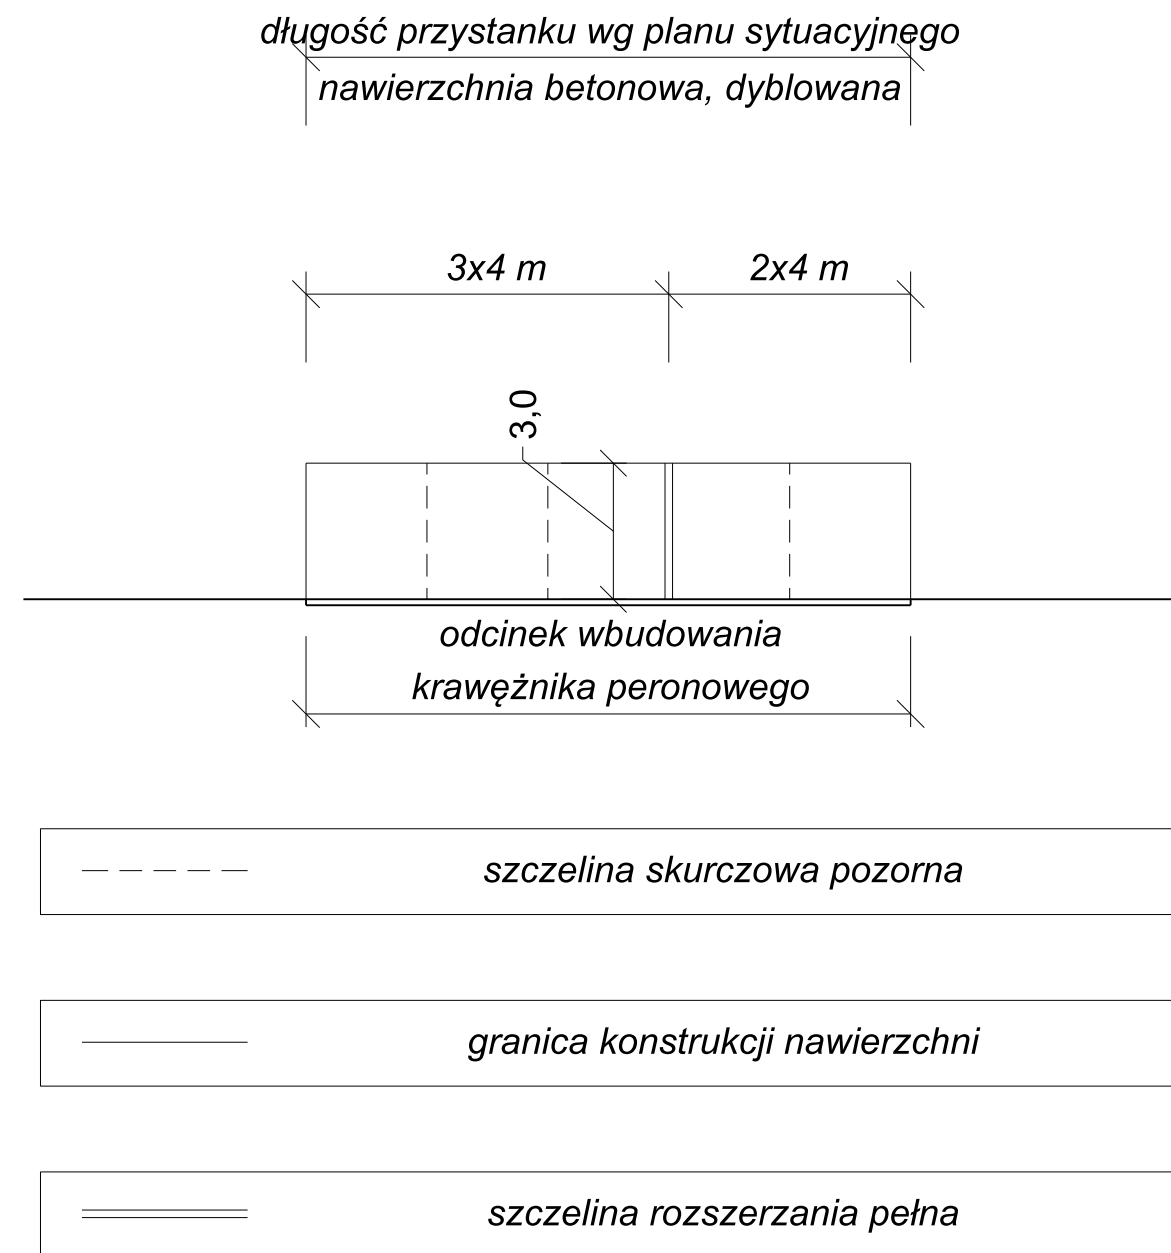 długość przystanku wg planu sytuacyjnego
nawierzchnia betonowa, dyblowana
3x4 m
2x4 m
3,0
odcinek wbudowania
krawężnika peronowego
szczelina skurczowa pozorna
granica konstrukcji nawierzchni
szczelina rozszerzania pełna